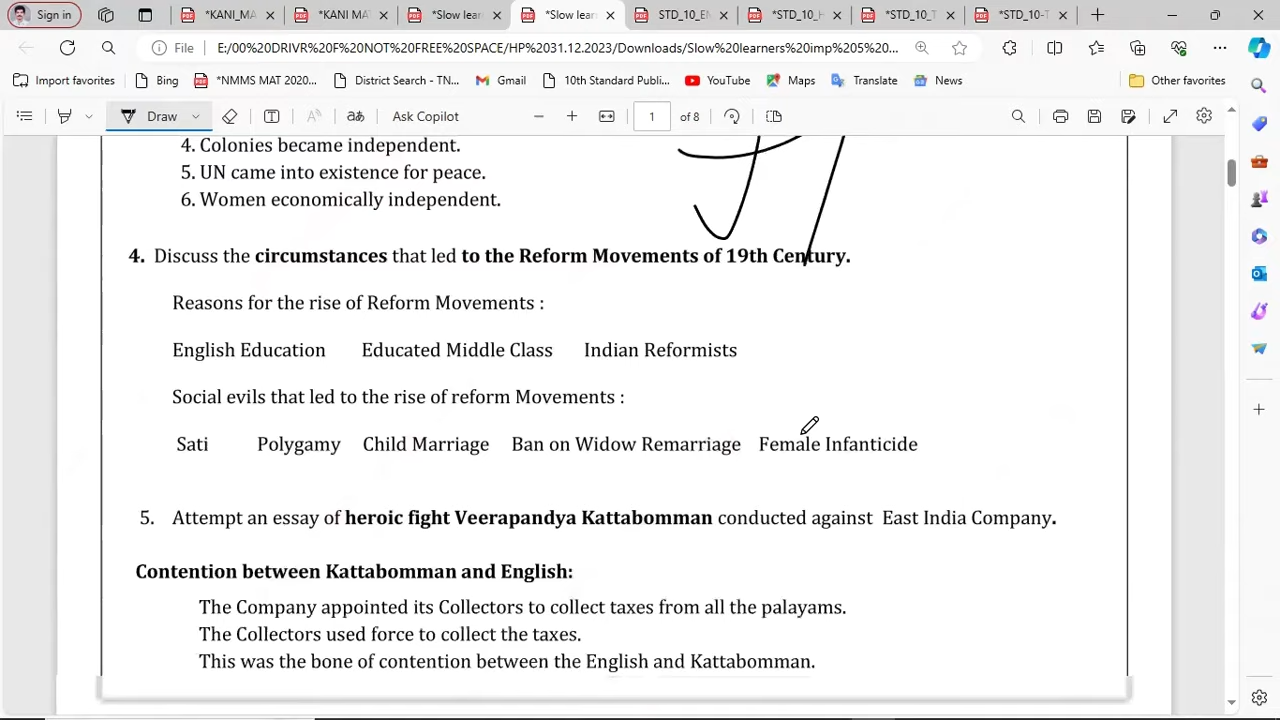 Sign in
*KANI_MA
*KANI MA
*Slow lear
*Slow lear
STD_10_EN
*STD_10_H
*STD_10_T
*STD_10-T
File
E:/00%20DRIVR%20F%20NOT%20FREE%20SPACE/HP%2031.12.2023/Downloads/Slow%20learners%20imp%205%20...
Import favorites
Bing
*NMMS MAT 2020...
District Search - TN...
Gmail
10th Standard Publi...
YouTube
Maps
Translate
News
Other favorites
Draw
Ask Copilot
1 of 8
4. Colonies became independent.
5. UN came into existence for peace.
6. Women economically independent.
4. Discuss the circumstances that led to the Reform Movements of 19th Century.
Reasons for the rise of Reform Movements :
English Education Educated Middle Class Indian Reformists
Social evils that led to the rise of reform Movements :
Sati Polygamy Child Marriage Ban on Widow Remarriage Female Infanticide
5. Attempt an essay of heroic fight Veerapandya Kattabomman conducted against East India Company.
Contention between Kattabomman and English:
The Company appointed its Collectors to collect taxes from all the palayams.
The Collectors used force to collect the taxes.
This was the bone of contention between the English and Kattabomman.